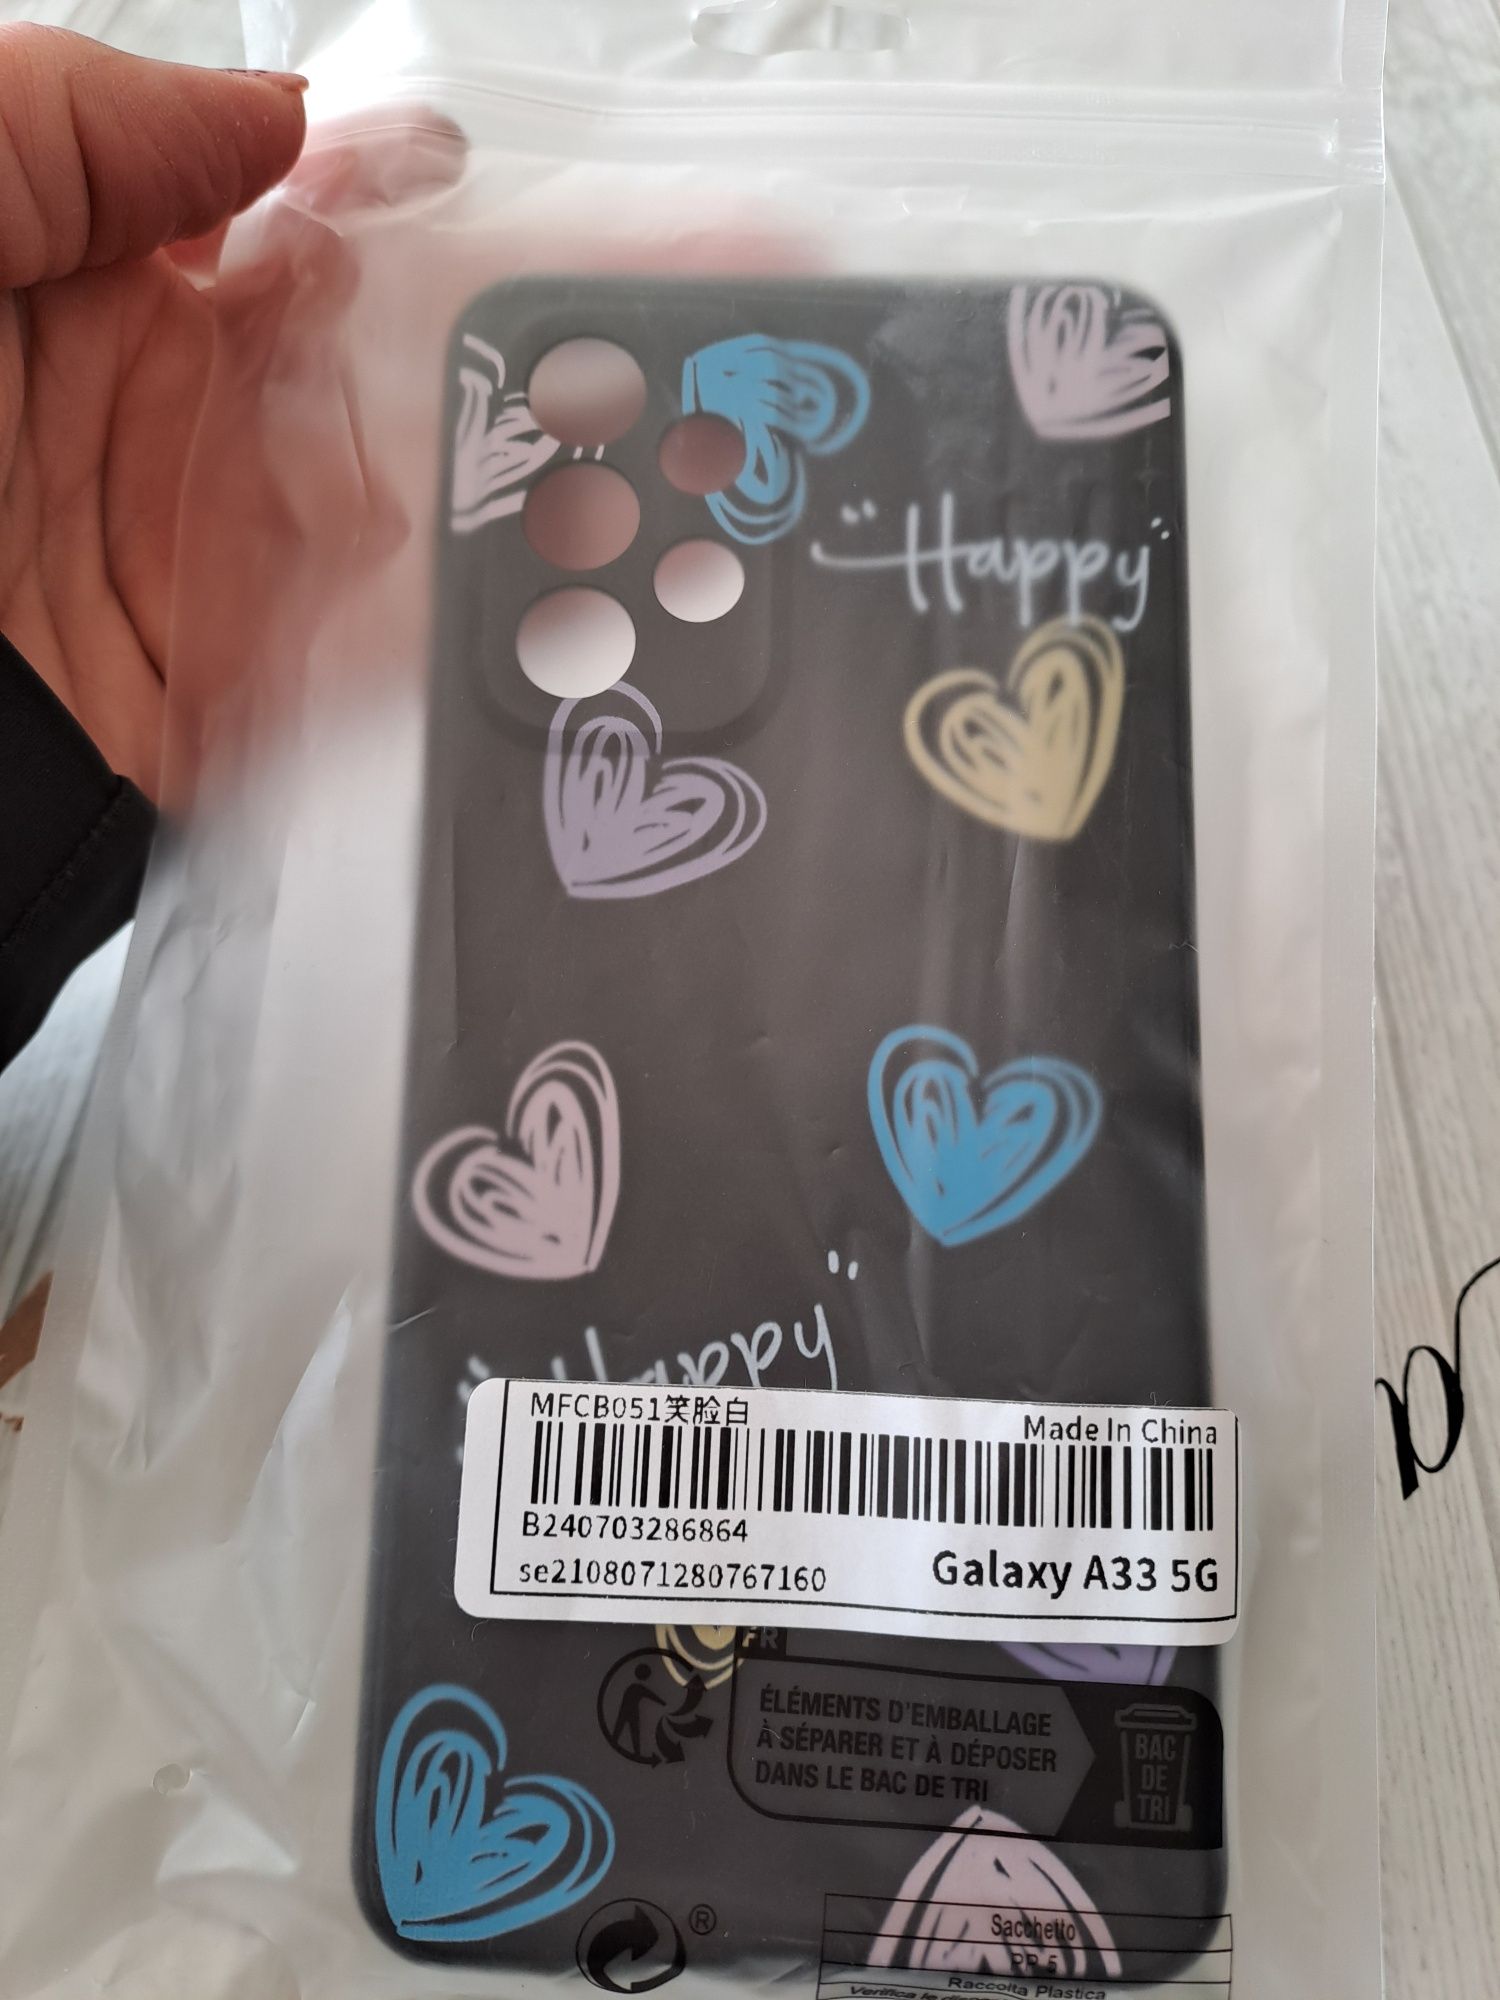 "Happy"
"Happy"
MFCB051笑脸白
Made In China
B240703286864
se2108071280767160
Galaxy A33 5G
FR
ÉLÉMENTS D'EMBALLAGE
À SÉPARER ET À DÉPOSER
DANS LE BAC DE TRI
BAC
DE
TRI
®
Sacchetto
PP 5
Raccolta Plastica
Verifica le